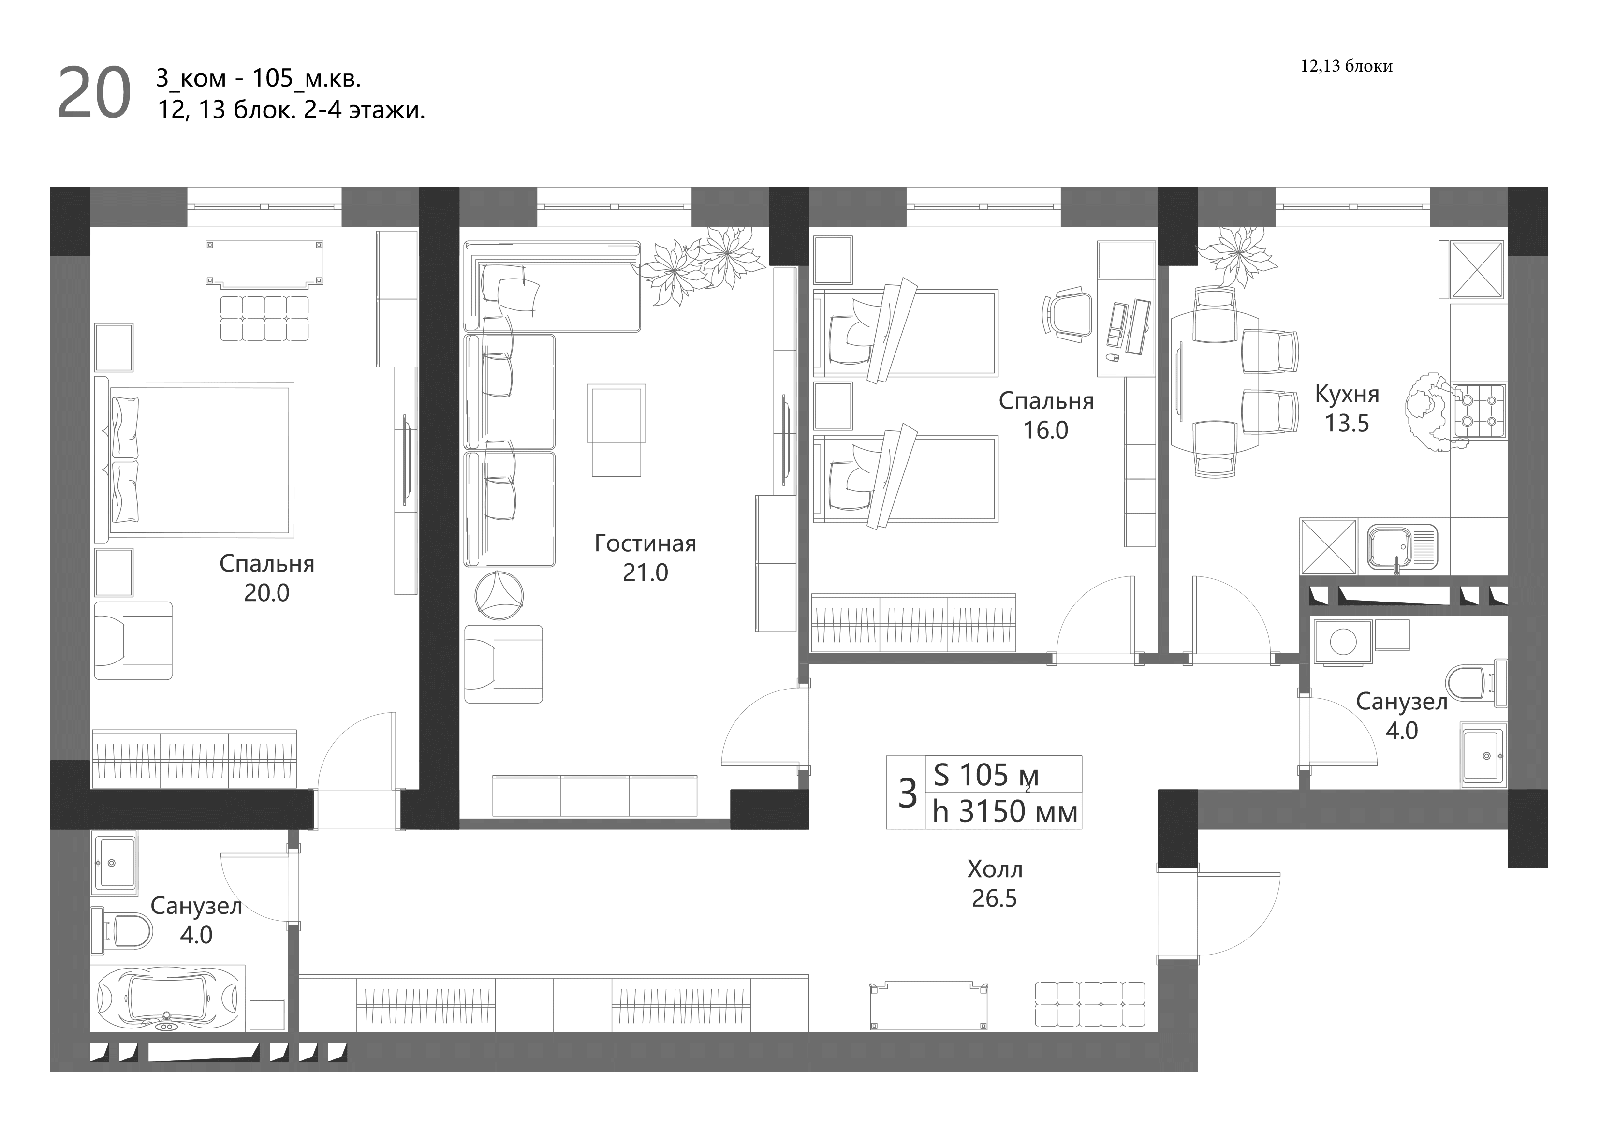 20
3_ком - 105_м.кв.
12, 13 блок. 2-4 этажи.
12,13 блоки
Спальня
16.0
Кухня
13.5
Гостиная
21.0
Спальня
20.0
Санузел
4.0
3
S 105 м2
h 3150 мм
Холл
26.5
Санузел
4.0